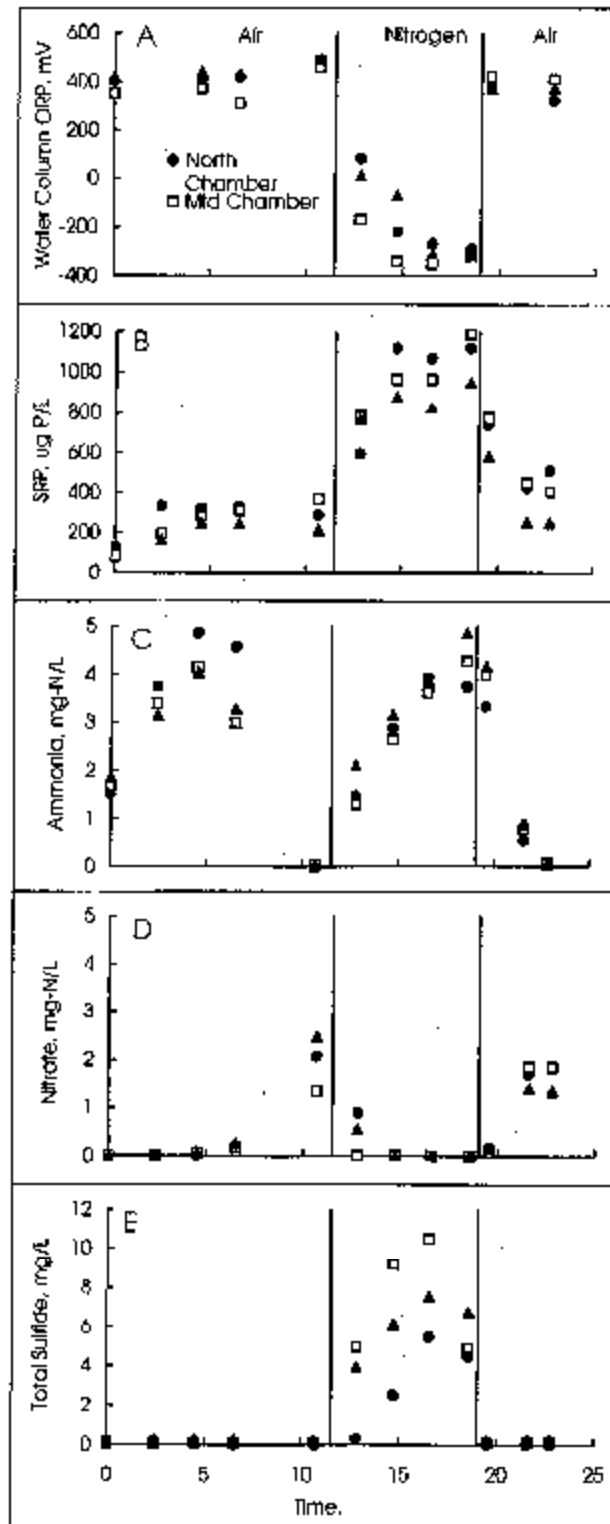 A Air Nitrogen Air
Water Column ORP, mV
600
400
200
0
-200
-400
North
Chamber
Mid Chamber
SRP, ug P/L
1200
1000
800
600
400
200
0
C
Ammonia, mg-N/L
5
4
3
2
1
0
D
Nitrate, mg-N/L
5
4
3
2
1
0
E
Total Sulfide, mg/L
12
10
8
6
4
2
0
0 5 10 15 20 25
Time.